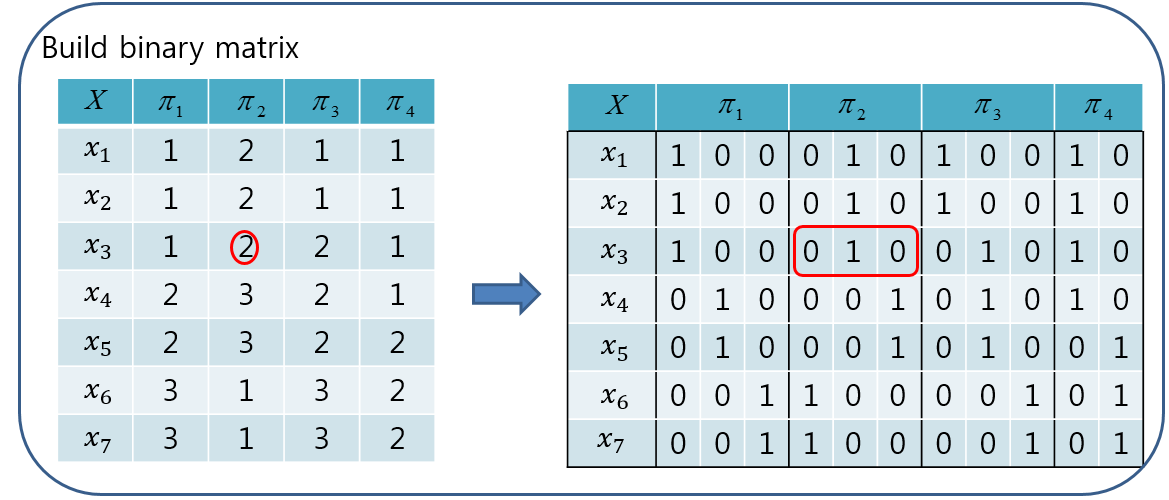 Build binary matrix
X π1 π2 π3 π4
x1 1 2 1 1
x2 1 2 1 1
x3 1 2 2 1
x4 2 3 2 1
x5 2 3 2 2
x6 3 1 3 2
x7 3 1 3 2
X π1 π2 π3 π4
x1 1 0 0 0 1 0 1 0 0 1 0
x2 1 0 0 0 1 0 1 0 0 1 0
x3 1 0 0 0 1 0 0 1 0 1 0
x4 0 1 0 0 0 1 0 1 0 1 0
x5 0 1 0 0 0 1 0 1 0 0 1
x6 0 0 1 1 0 0 0 0 1 0 1
x7 0 0 1 1 0 0 0 0 1 0 1